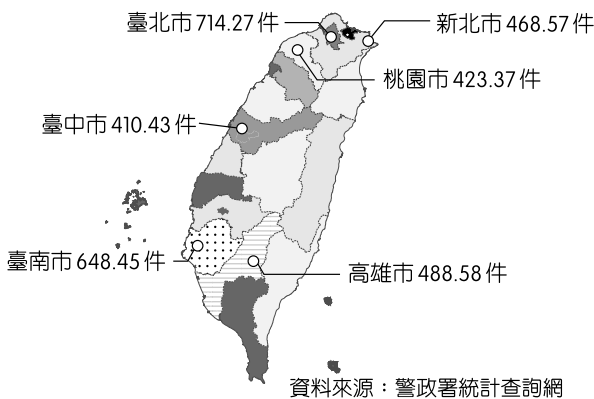 臺北市 714.27 件
新北市 468.57 件
桃園市 423.37 件
臺中市 410.43 件
臺南市 648.45 件
高雄市 488.58 件
資料來源：警政署統計查詢網